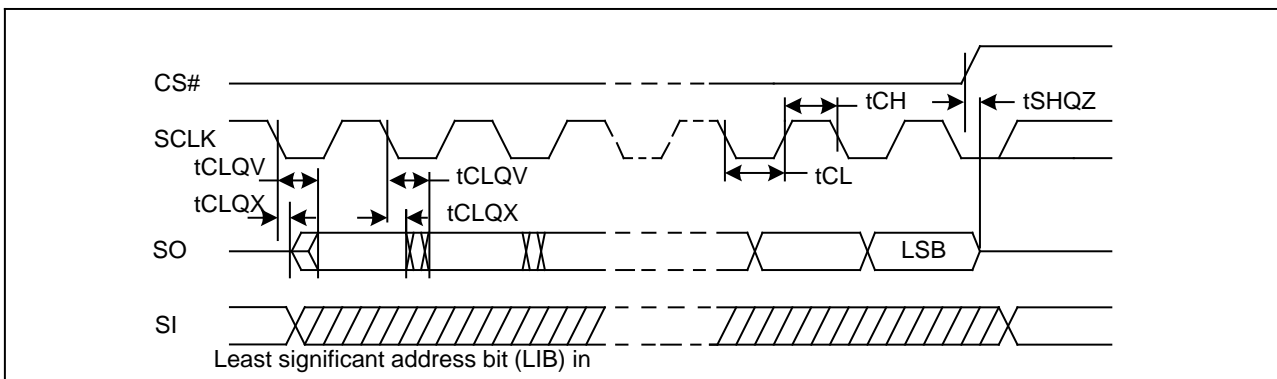 CS#
tCH
tSHQZ
SCLK
tCLQV
tCLQV
tCL
tCLQX
tCLQX
SO
LSB
SI
Least significant address bit (LIB) in